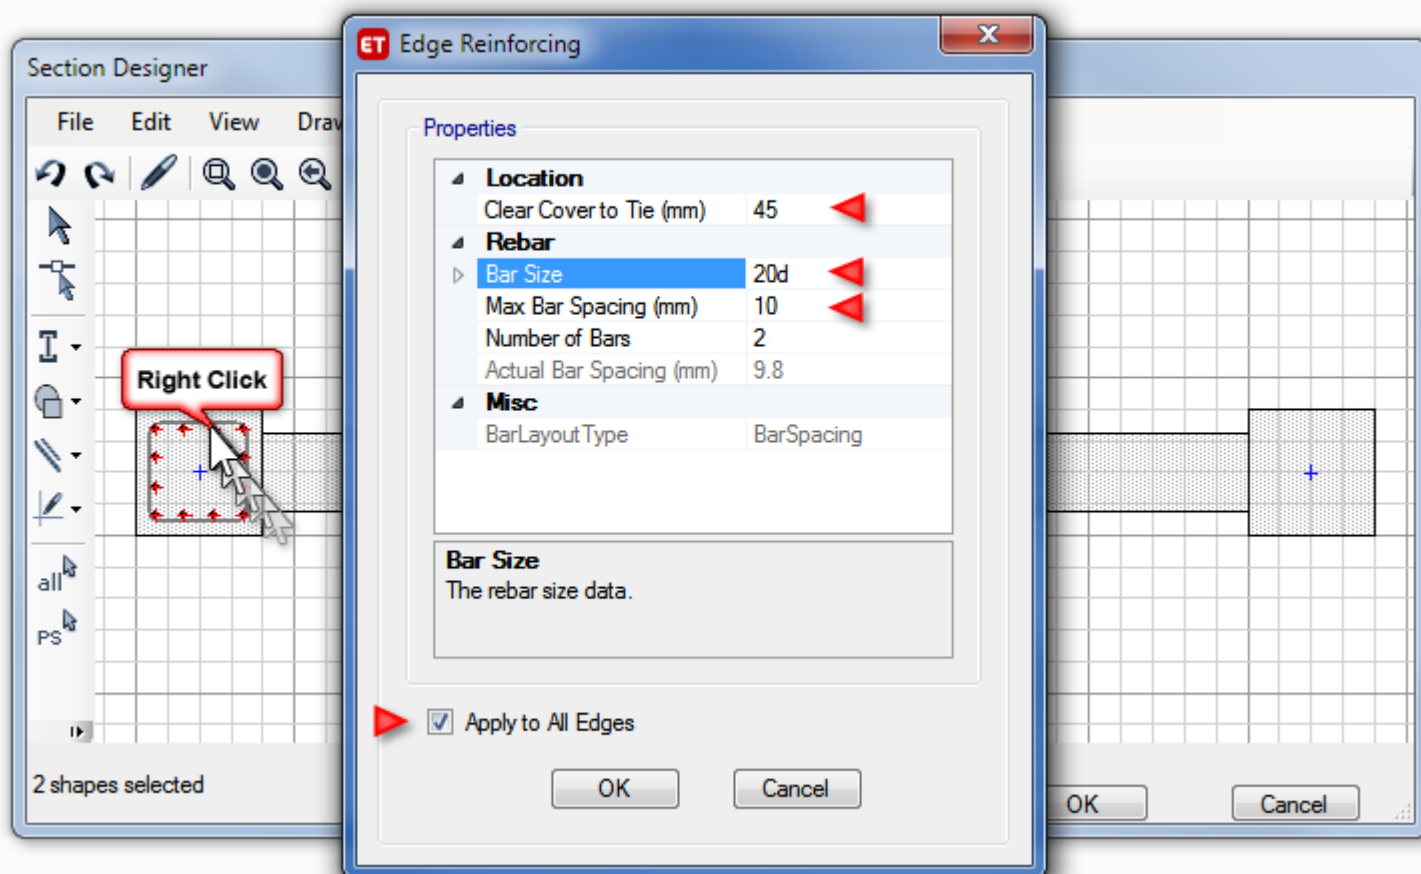 ET Edge Reinforcing
Section Designer
File Edit View Draw
Properties
Location
Clear Cover to Tie (mm) 45
Rebar
Bar Size 20d
Max Bar Spacing (mm) 10
Number of Bars 2
Actual Bar Spacing (mm) 9.8
Misc
BarLayoutType BarSpacing
Right Click
all
PS
Bar Size
The rebar size data.
Apply to All Edges
2 shapes selected
OK Cancel
OK Cancel